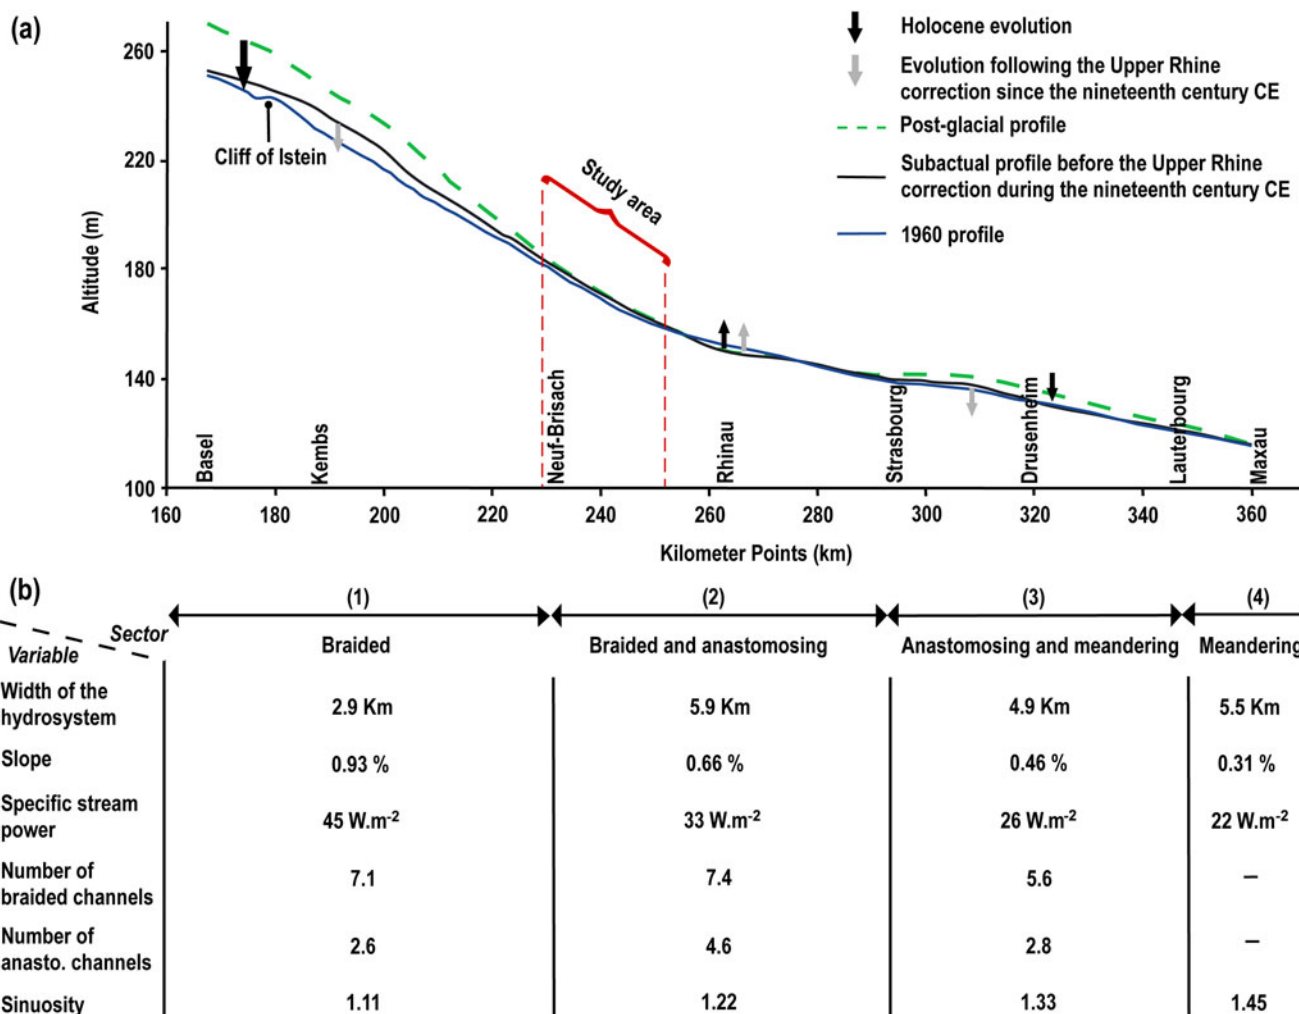 (a)
Holocene evolution
Evolution following the Upper Rhine
correction since the nineteenth century CE
Post-glacial profile
Subactual profile before the Upper Rhine
correction during the nineteenth century CE
1960 profile
Altitude (m)
260
220
180
140
100
Cliff of Istein
Study area
Basel
Kembs
Neuf-Brisach
Rhinau
Strasbourg
Drusenheim
Lauterbourg
Maxau
160 180 200 220 240 260 280 300 320 340 360
Kilometer Points (km)
(b)
(1) (2) (3) (4)
Sector
Variable
Braided Braided and anastomosing Anastomosing and meandering Meandering
Width of the
hydrosystem
2.9 Km 5.9 Km 4.9 Km 5.5 Km
Slope 0.93 % 0.66 % 0.46 % 0.31 %
Specific stream
power
45 W.m-2 33 W.m-2 26 W.m-2 22 W.m-2
Number of
braided channels
7.1 7.4 5.6 –
Number of
anasto. channels
2.6 4.6 2.8 –
Sinuosity 1.11 1.22 1.33 1.45